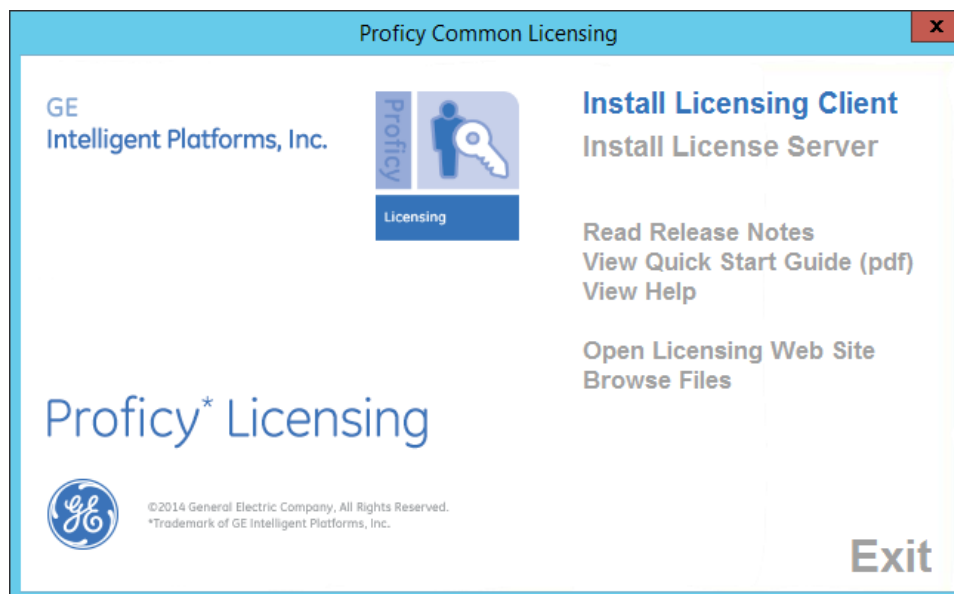 Proficy Common Licensing
x
GE
Intelligent Platforms, Inc.
Proficy
Licensing
Install Licensing Client
Install License Server
Read Release Notes
View Quick Start Guide (pdf)
View Help
Open Licensing Web Site
Browse Files
Proficy* Licensing
GE
©2014 General Electric Company, All Rights Reserved.
*Trademark of GE Intelligent Platforms, Inc.
Exit